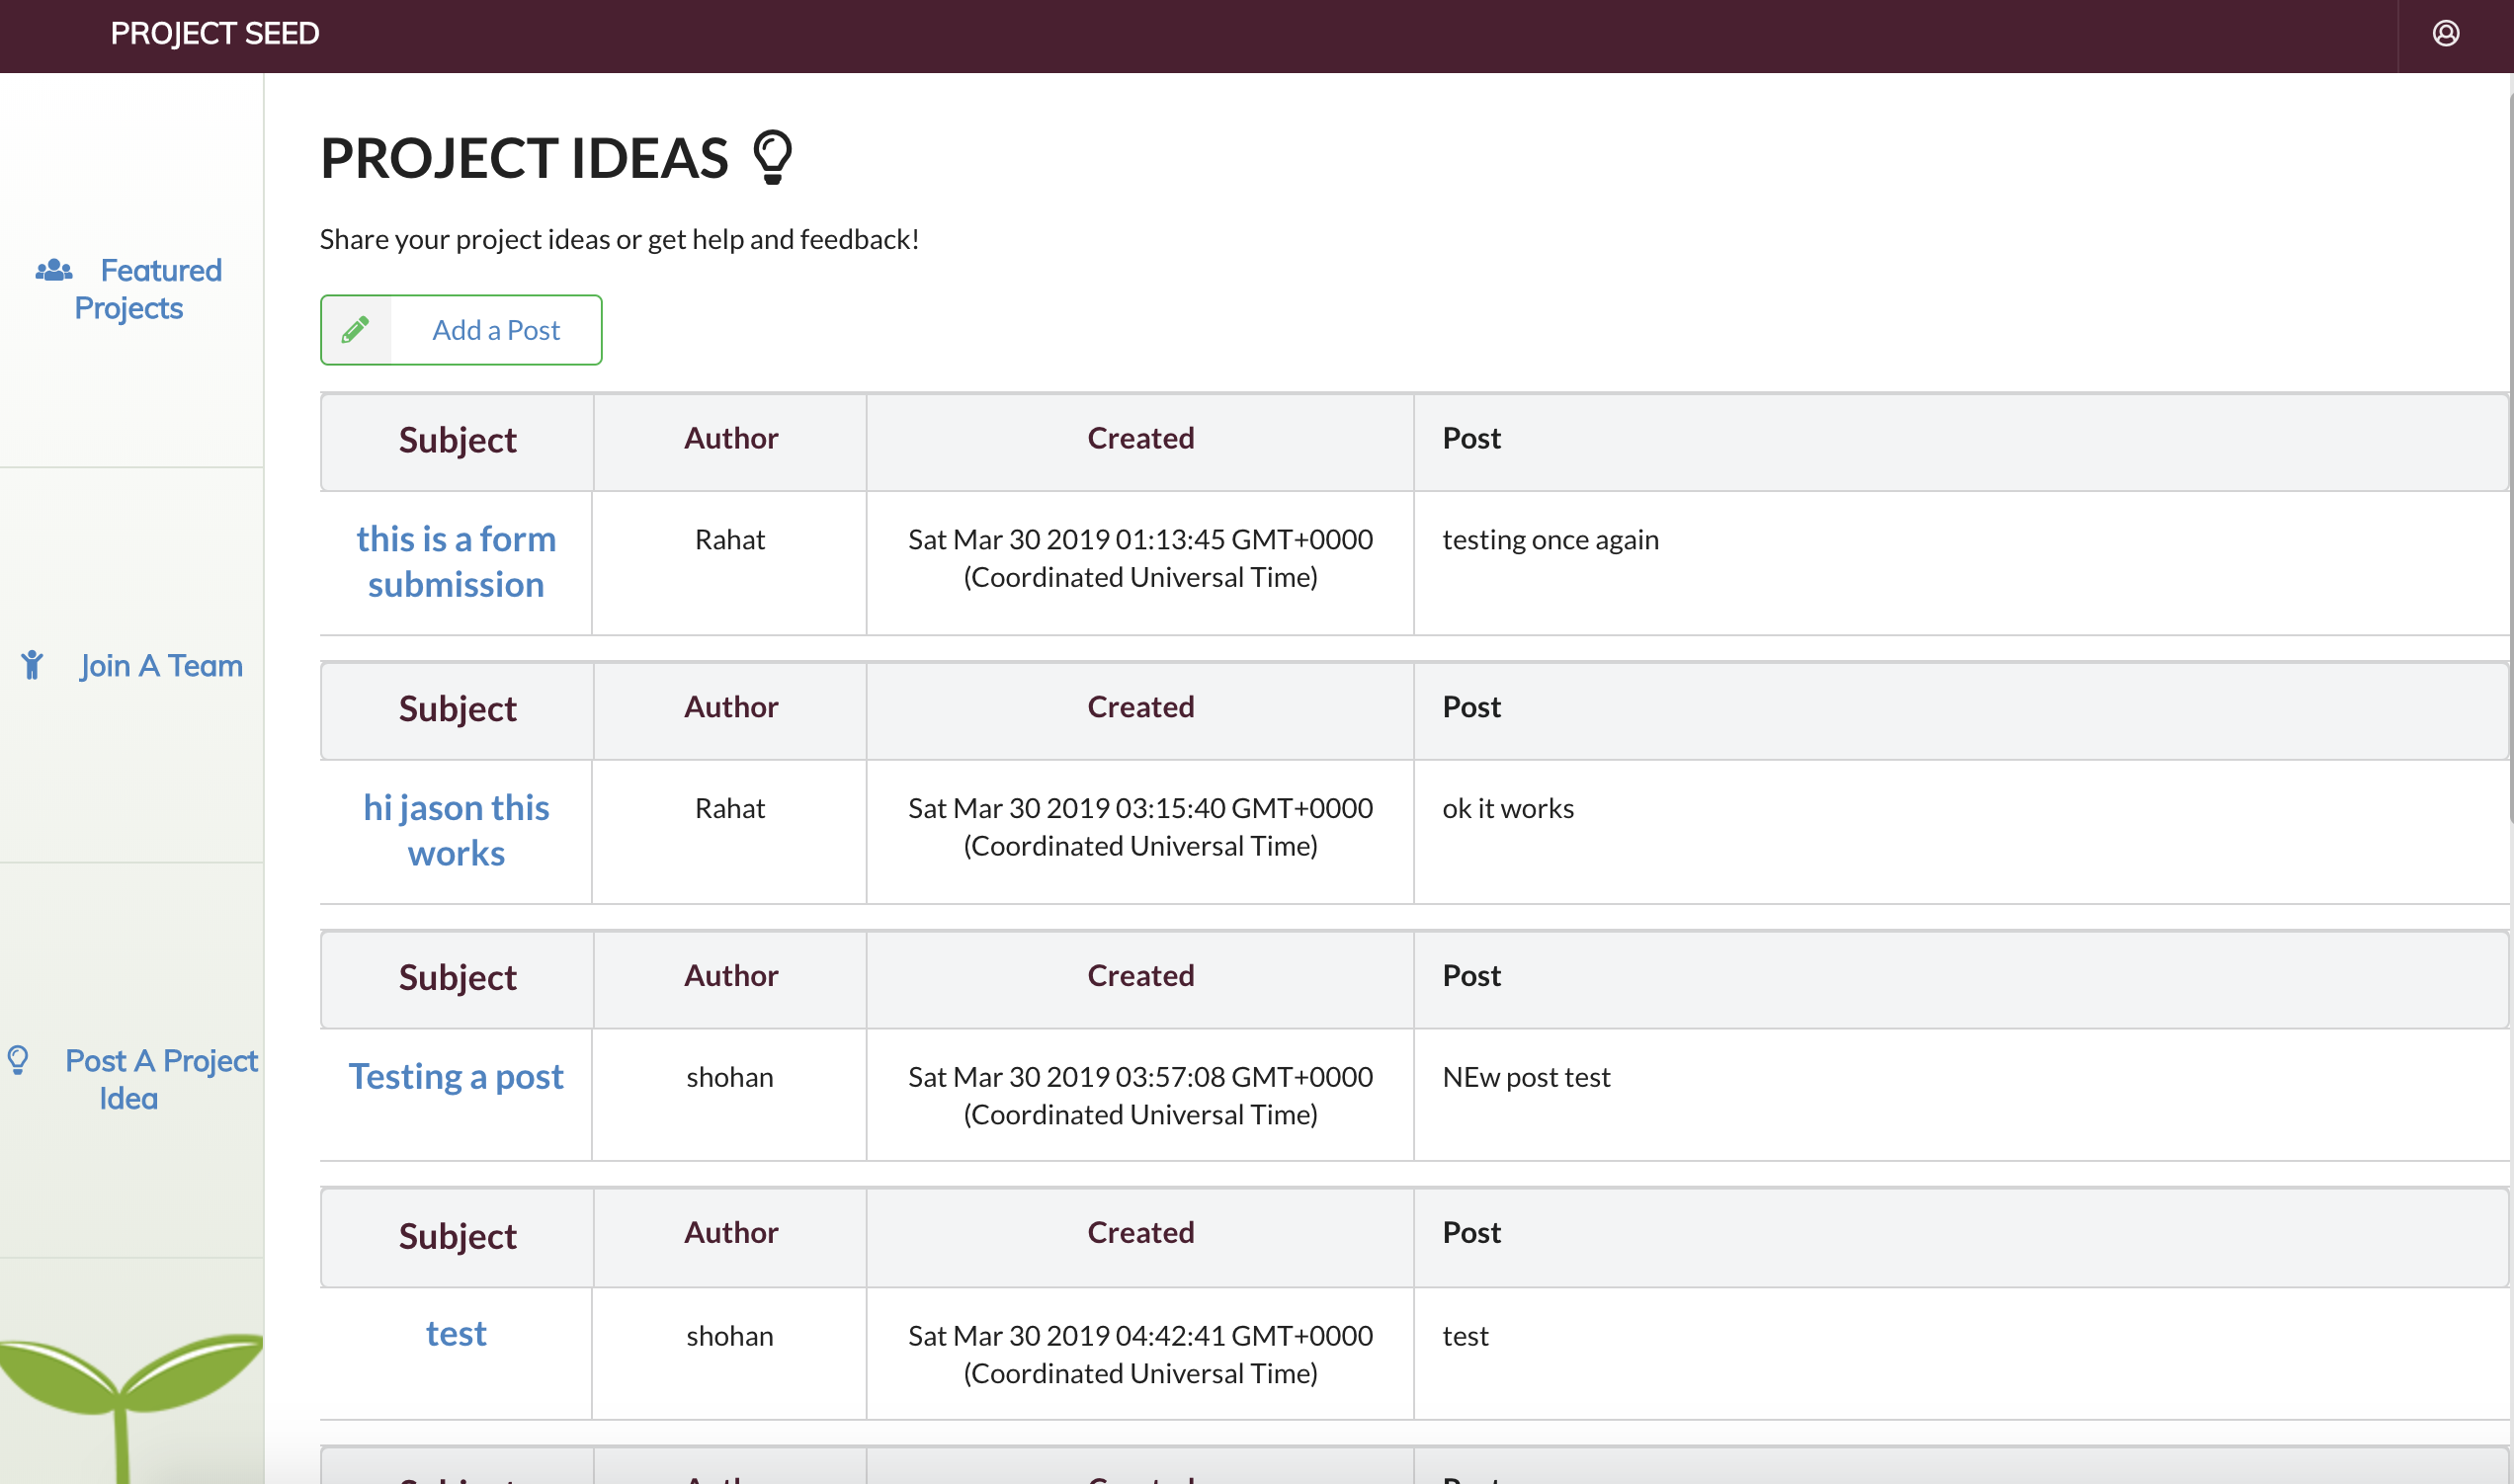 PROJECT SEED
Featured
Projects
Join A Team
Post A Project
Idea
PROJECT IDEAS
Share your project ideas or get help and feedback!
Add a Post
Subject Author Created Post
this is a form Rahat Sat Mar 30 2019 01:13:45 GMT+0000 testing once again
submission (Coordinated Universal Time)
Subject Author Created Post
hi jason this Rahat Sat Mar 30 2019 03:15:40 GMT+0000 ok it works
works (Coordinated Universal Time)
Subject Author Created Post
Testing a post shohan Sat Mar 30 2019 03:57:08 GMT+0000 NEw post test
(Coordinated Universal Time)
Subject Author Created Post
test shohan Sat Mar 30 2019 04:42:41 GMT+0000 test
(Coordinated Universal Time)